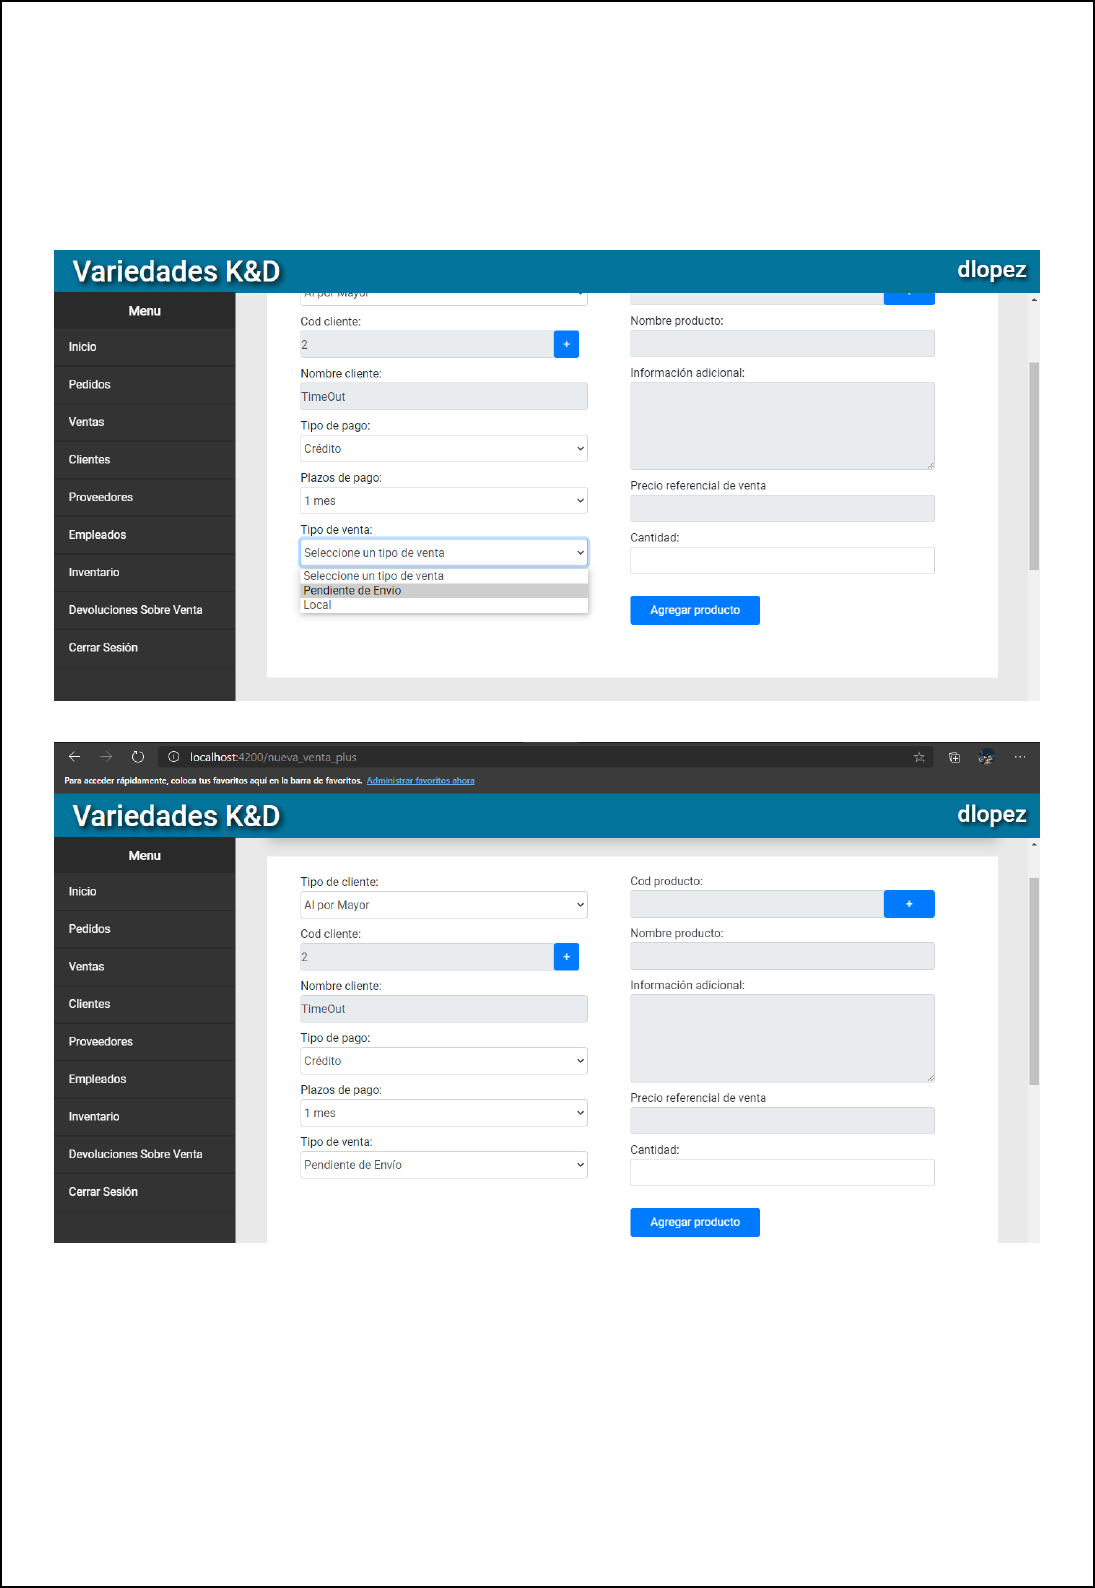 Variedades K&D
dlopez
Menu
Inicio
Pedidos
Ventas
Clientes
Proveedores
Empleados
Inventario
Devoluciones Sobre Venta
Cerrar Sesión
Al por Mayor
Cod cliente:
2
+
Nombre cliente:
TimeOut
Tipo de pago:
Crédito
Plazos de pago:
1 mes
Tipo de venta:
Seleccione un tipo de venta
Seleccione un tipo de venta
Pendiente de Envío
Local
Nombre producto:
Información adicional:
Precio referencial de venta
Cantidad:
Agregar producto
localhost:4200/nueva_venta_plus
Para acceder rápidamente, coloca tus favoritos aquí en la barra de favoritos. Administrar favoritos ahora
Variedades K&D
dlopez
Menu
Inicio
Pedidos
Ventas
Clientes
Proveedores
Empleados
Inventario
Devoluciones Sobre Venta
Cerrar Sesión
Tipo de cliente:
Al por Mayor
Cod cliente:
2
+
Nombre cliente:
TimeOut
Tipo de pago:
Crédito
Plazos de pago:
1 mes
Tipo de venta:
Pendiente de Envío
Cod producto:
+
Nombre producto:
Información adicional:
Precio referencial de venta
Cantidad:
Agregar producto